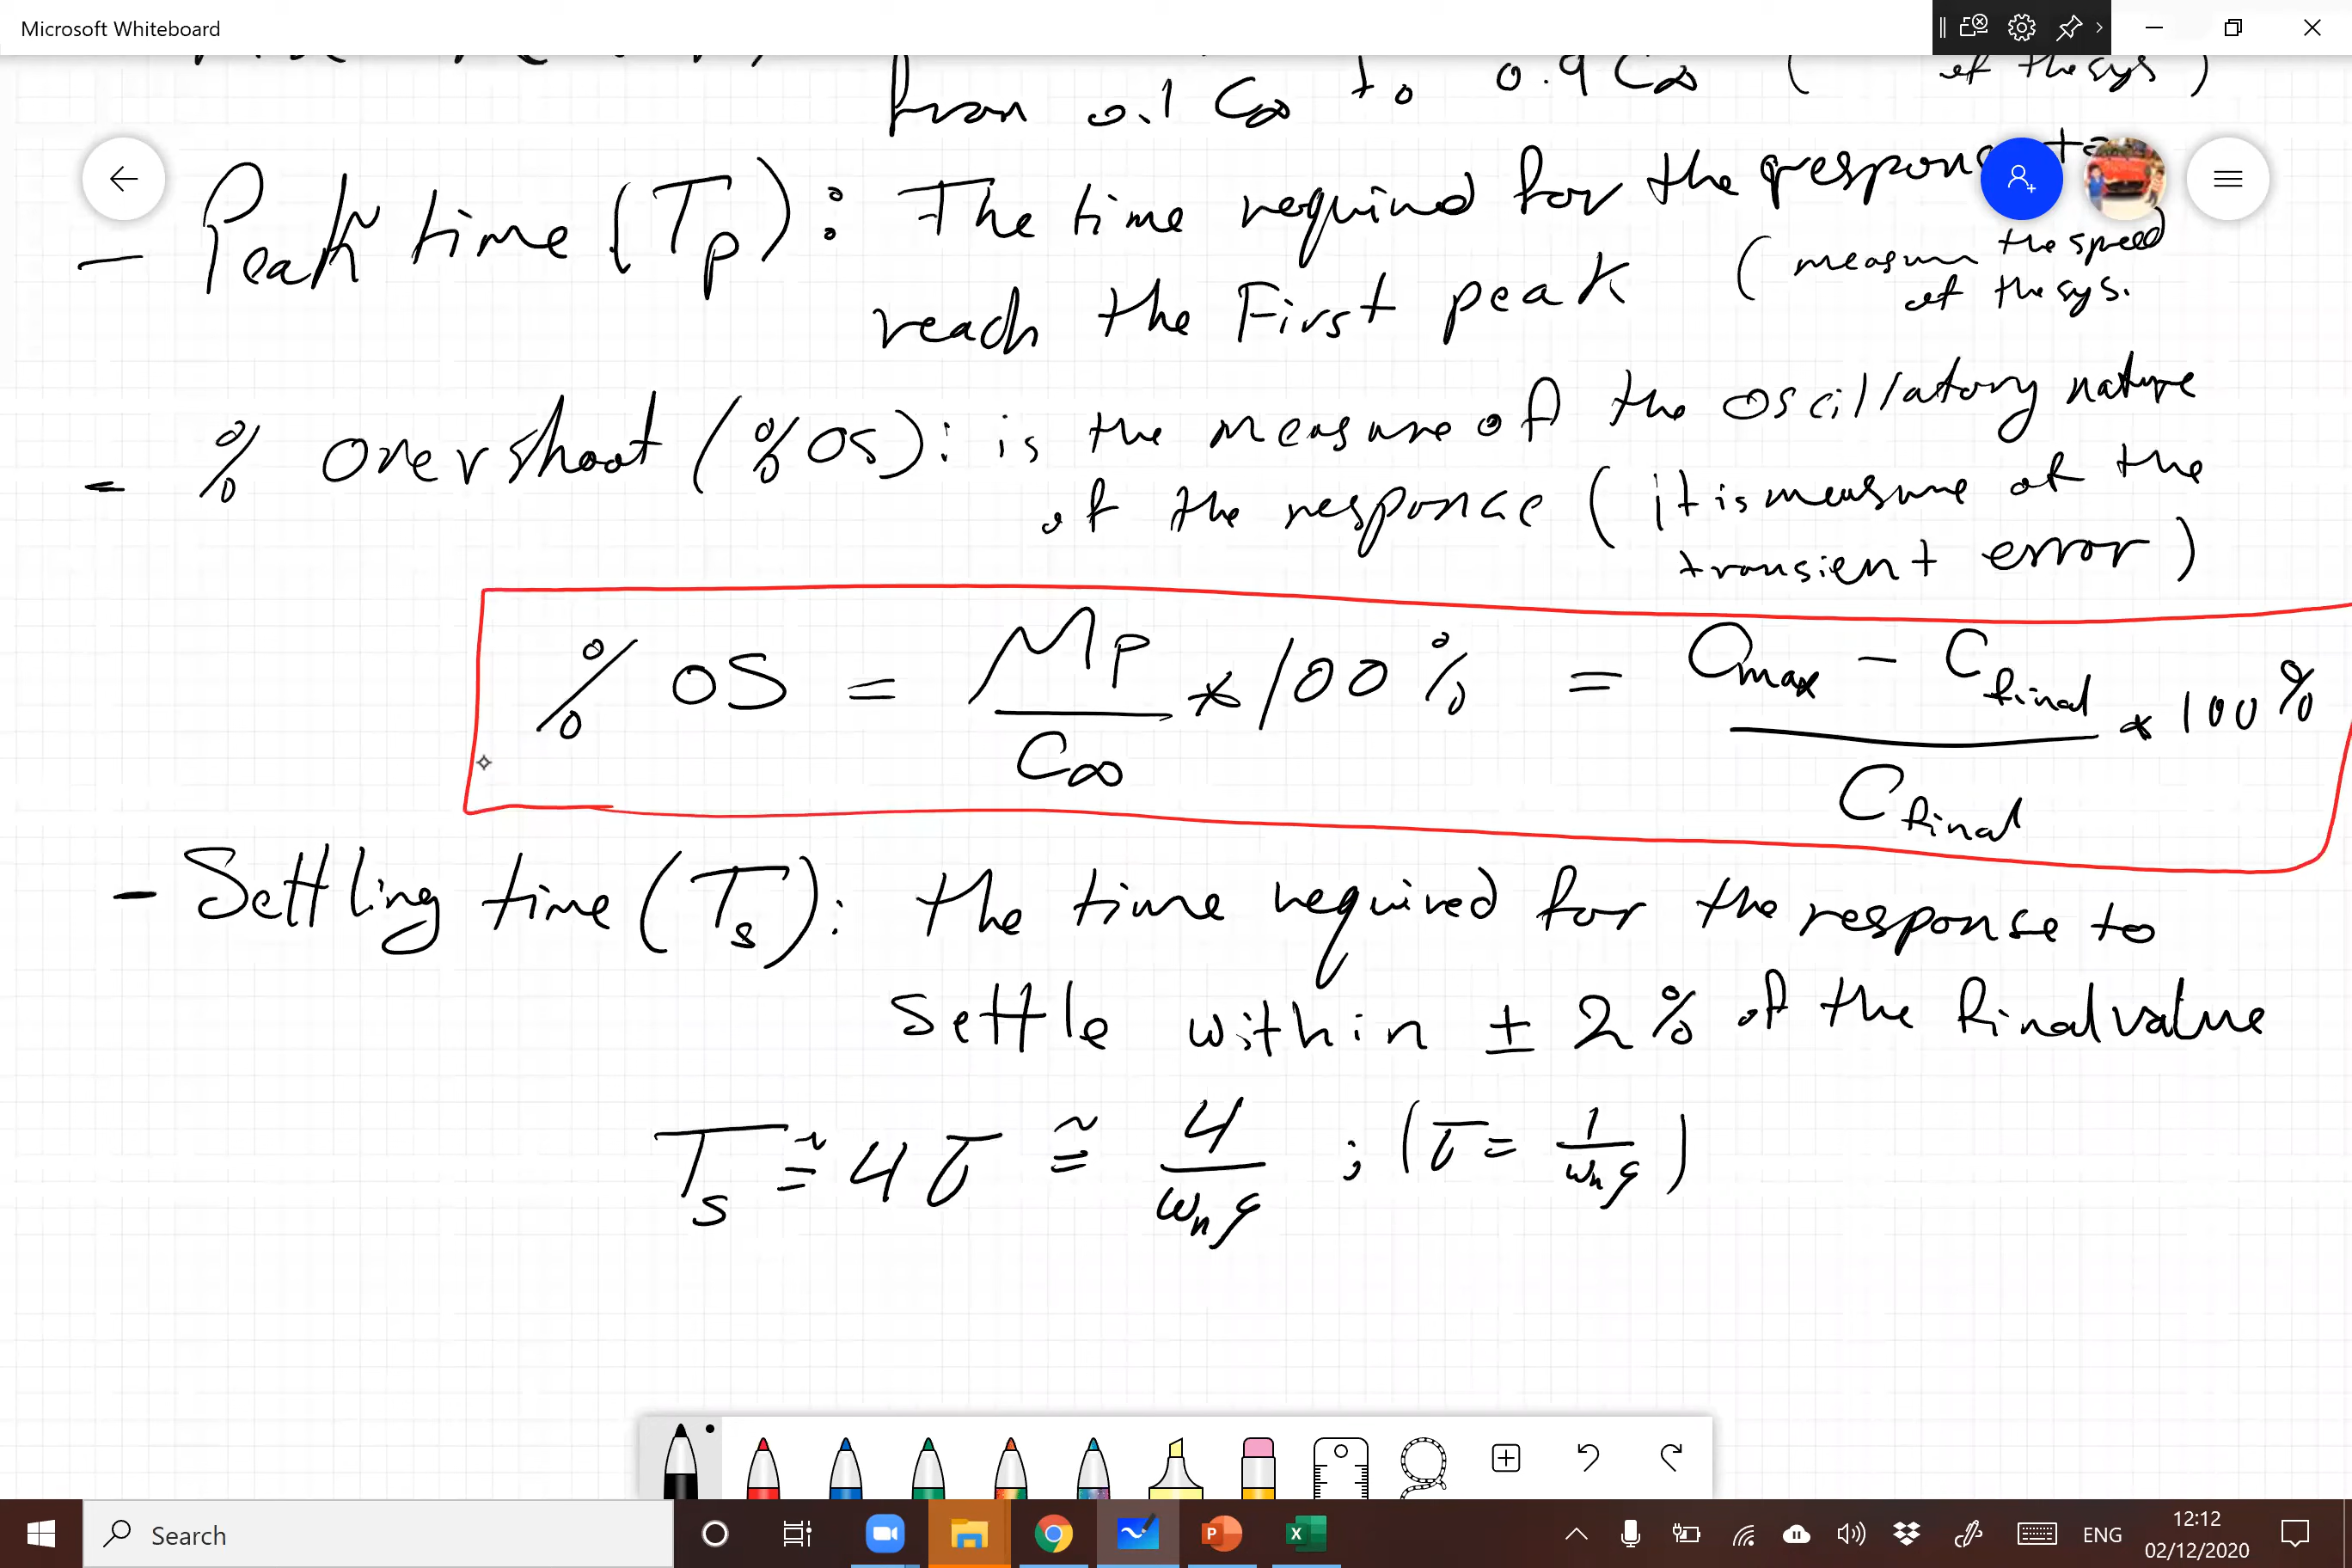 Microsoft Whiteboard
from 0.1 C∞ to 0.9 C∞ ( of the sys )
- Peak time (Tp) : The time required for the response to
reach the First peak ( measure the speed
of the sys.
- % overshoot (% OS) : is the measure of the oscillatory nature
of the response ( it is measure of the
transient error )
% OS = Mp / C∞ * 100 % = Cmax - Cfinal / Cfinal * 100 %
- Settling time (Ts) : the time required for the response to
settle within ± 2 % of the final value
Ts ≅ 4 τ ≅ 4 / ωn ζ ; ( τ = 1 / ωn ζ )
Search
ENG
12:12
02/12/2020